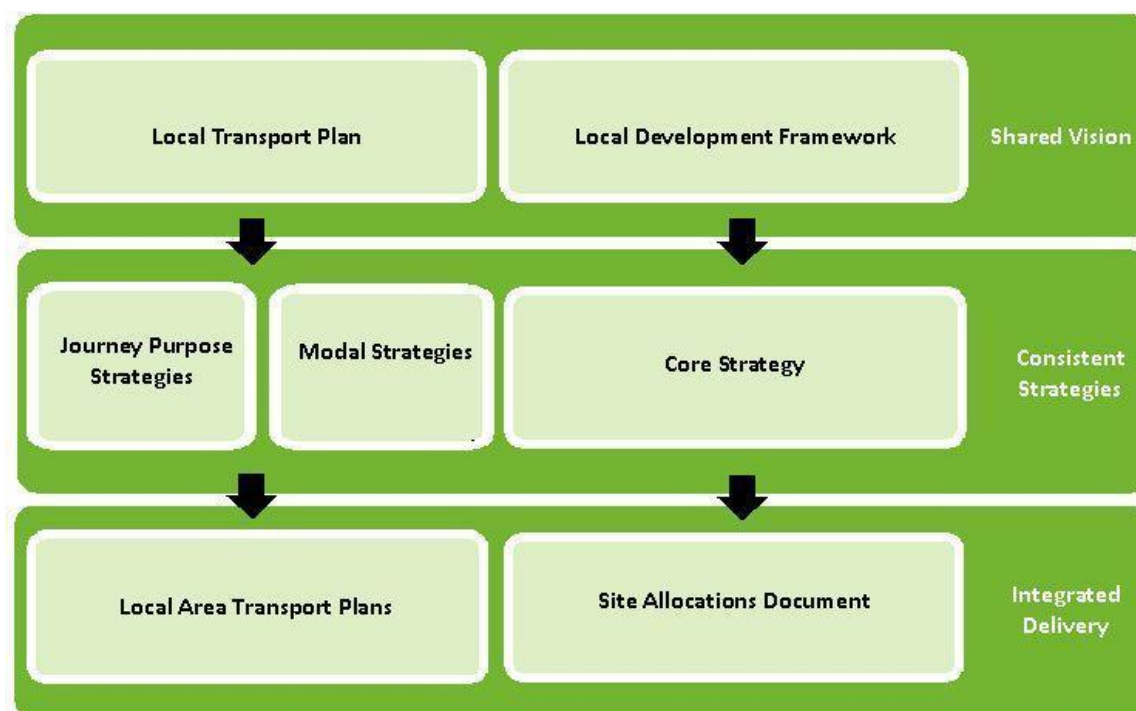 Local Transport Plan
Local Development Framework
Shared Vision
Journey Purpose
Strategies
Modal Strategies
Core Strategy
Consistent
Strategies
Local Area Transport Plans
Site Allocations Document
Integrated
Delivery